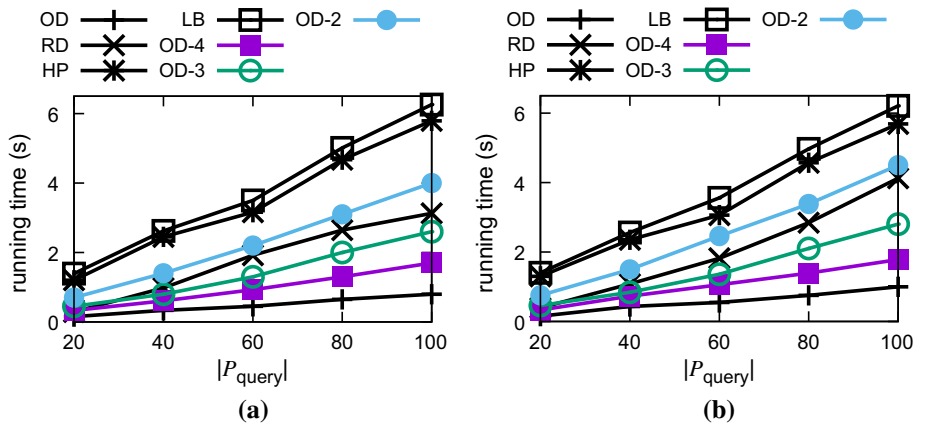 OD LB OD-2
RD OD-4
HP OD-3
running time (s)
6
4
2
0
20 40 60 80 100
|P_query|
(a)
OD LB OD-2
RD OD-4
HP OD-3
running time (s)
6
4
2
0
20 40 60 80 100
|P_query|
(b)